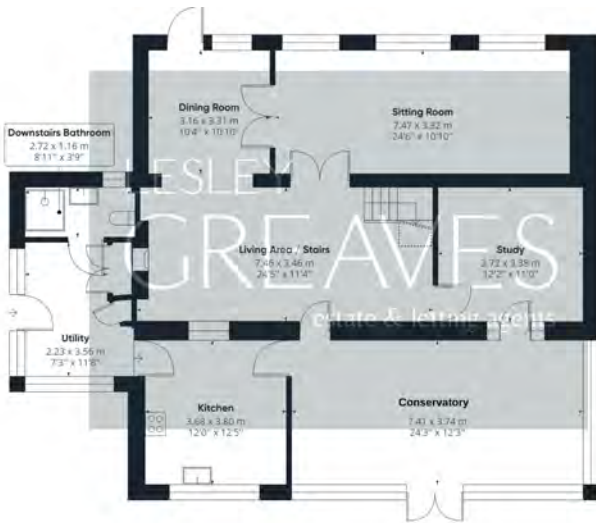 Dining Room
3.16 x 3.31 m
10'4" x 10'10"
Sitting Room
7.47 x 3.32 m
24'6" x 10'10"
Downstairs Bathroom
2.72 x 1.16 m
8'11" x 3'9"
LESLEY
GREAVES
estate & letting agents
Living Area / Stairs
7.46 x 3.46 m
24'5" x 11'4"
Study
3.72 x 3.38 m
12'2" x 11'0"
Utility
2.23 x 3.56 m
7'3" x 11'8"
Kitchen
3.68 x 3.80 m
12'0" x 12'5"
Conservatory
7.41 x 3.74 m
24'3" x 12'3"